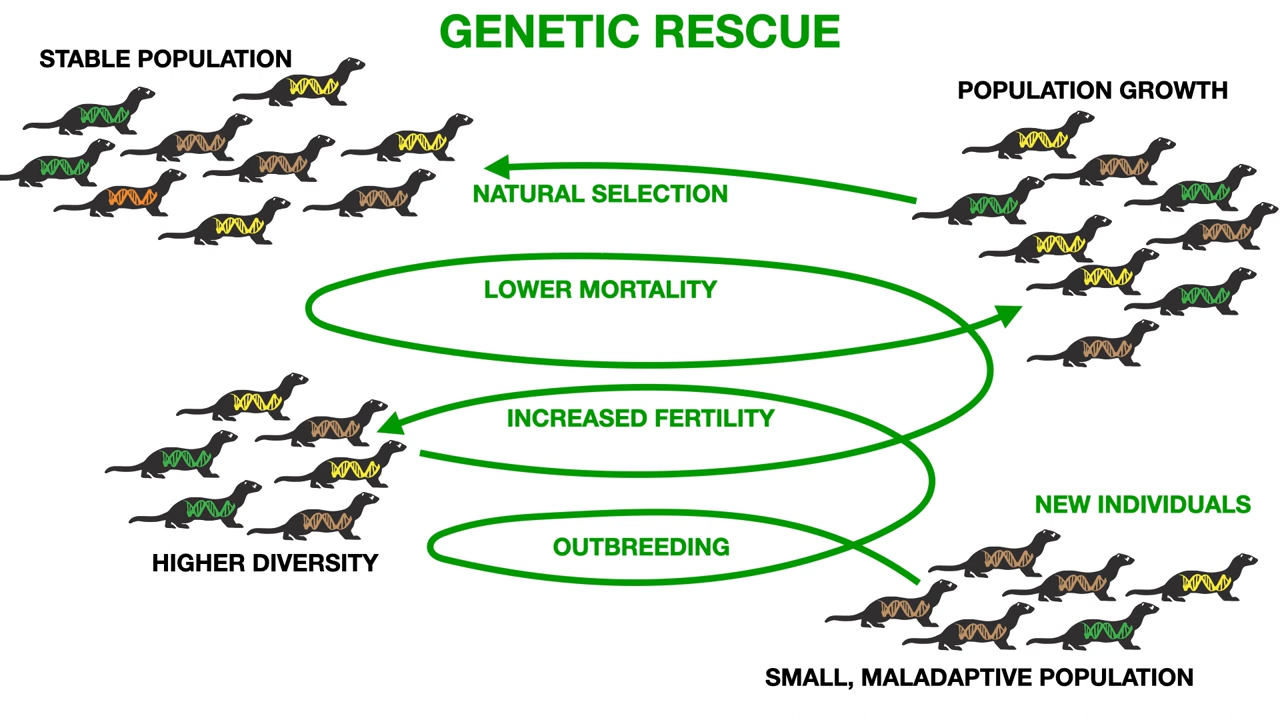 GENETIC RESCUE
STABLE POPULATION
POPULATION GROWTH
NATURAL SELECTION
LOWER MORTALITY
INCREASED FERTILITY
NEW INDIVIDUALS
OUTBREEDING
HIGHER DIVERSITY
SMALL, MALADAPTIVE POPULATION